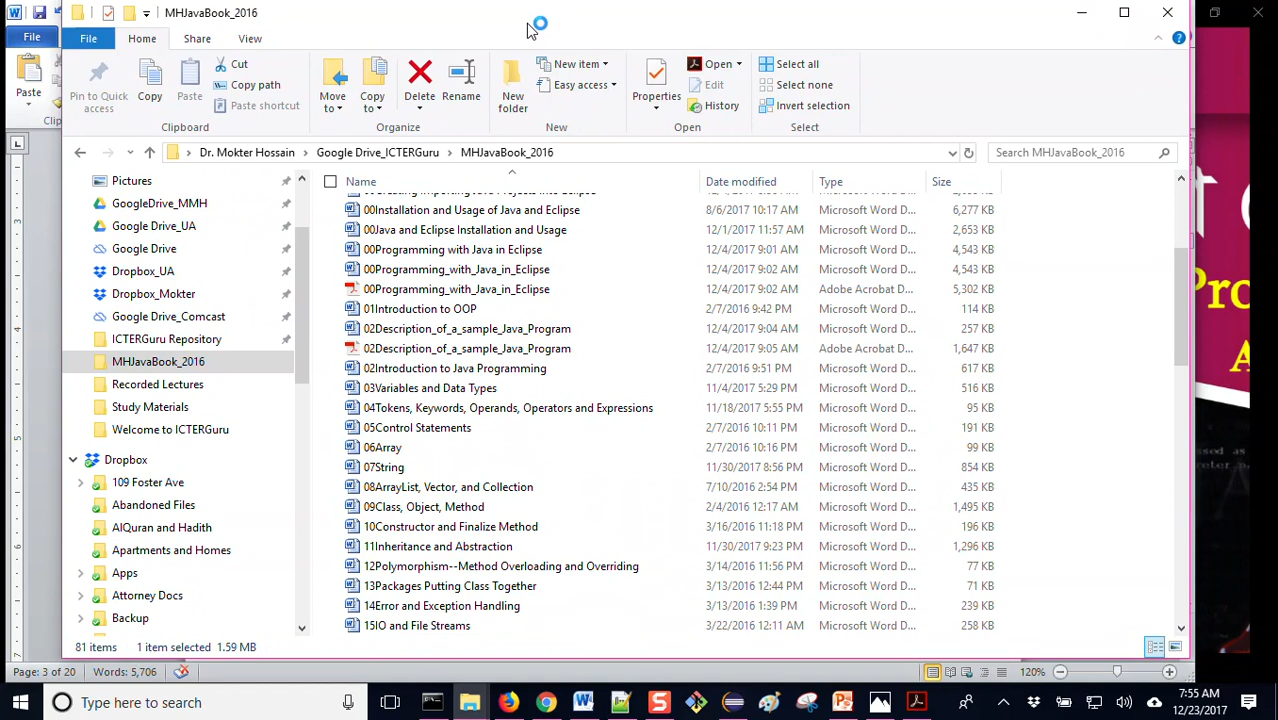 MHJavaBook_2016
File
File Home Share View
Paste
Pin to Quick access
Copy
Paste
Cut
Copy path
Paste shortcut
Move to
Copy to
Delete
Rename
New folder
New item
Easy access
Properties
Open
Edit
History
Select all
Select none
Invert selection
Clipboard Organize New Open Select
Dr. Mokter Hossain > Google Drive_ICTERGuru > MHJavaBook_2016
Search MHJavaBook_2016
Name Date modified Type Size
Pictures
GoogleDrive_MMH
GoogleDrive_UA
Google Drive
Dropbox_UA
Dropbox_Mokter
Google Drive_Comcast
ICTERGuru Repository
MHJavaBook_2016
Recorded Lectures
Study Materials
Welcome to ICTERGuru
Dropbox
109 Foster Ave
Abandoned Files
AlQuran and Hadith
Apartments and Homes
Apps
Attorney Docs
Backup
00Installation and Usage of Java and Eclipse 8/6/2017 10:17 AM Microsoft Word D... 6,277 KB
00Java and Eclipse Installation and Usage 12/1/2017 11:57 AM Microsoft Word D... 2,653 KB
00Programming with Java in Eclipse 12/4/2017 9:01 AM Microsoft Word D... 4,543 KB
00Programming_with_Java_in_Eclipse 12/4/2017 9:02 AM Microsoft Word D... 4,543 KB
00Programming_with_Java_in_Eclipse 12/4/2017 9:02 AM Adobe Acrobat D... 5,302 KB
01Introduction to OOP 2/7/2016 9:42 PM Microsoft Word D... 114 KB
02Description_of_a_sample_Java_Program 12/4/2017 9:04 AM Microsoft Word D... 257 KB
02Description_of_a_sample_Java_Program 12/4/2017 9:05 AM Adobe Acrobat D... 1,647 KB
02Introduction to Java Programming 2/7/2016 9:51 PM Microsoft Word D... 617 KB
03Variables and Data Types 11/4/2017 5:29 PM Microsoft Word D... 516 KB
04Tokens, Keywords, Operands, Operators and Expressions 11/18/2017 5:55 PM Microsoft Word D... 95 KB
05Control Statements 2/7/2016 10:11 PM Microsoft Word D... 191 KB
06Array 2/7/2016 10:16 PM Microsoft Word D... 99 KB
07String 11/30/2017 8:56 PM Microsoft Word D... 854 KB
08ArrayList, Vector, and Collection 7/10/2016 2:54 PM Microsoft Word D... 435 KB
09Class, Object, Method 2/4/2016 12:17 AM Microsoft Word D... 1,495 KB
10Constructor and Finalize Method 3/16/2016 11:18 PM Microsoft Word D... 196 KB
11Inheritance and Abstraction 11/30/2017 9:23 PM Microsoft Word D... 1,296 KB
12Polymorphism--Method Overloading and Overriding 3/14/2016 11:56 PM Microsoft Word D... 77 KB
13Packages Putting Class Together 3/13/2016 12:44 PM Microsoft Word D... 71 KB
14Error and Exception Handling 3/13/2016 1:39 PM Microsoft Word D... 239 KB
15IO and File Streams 3/22/2016 12:11 AM Microsoft Word D... 258 KB
81 items 1 item selected 1.59 MB
Page: 3 of 20 Words: 5,706 120%
Type here to search
7:55 AM
12/23/2017